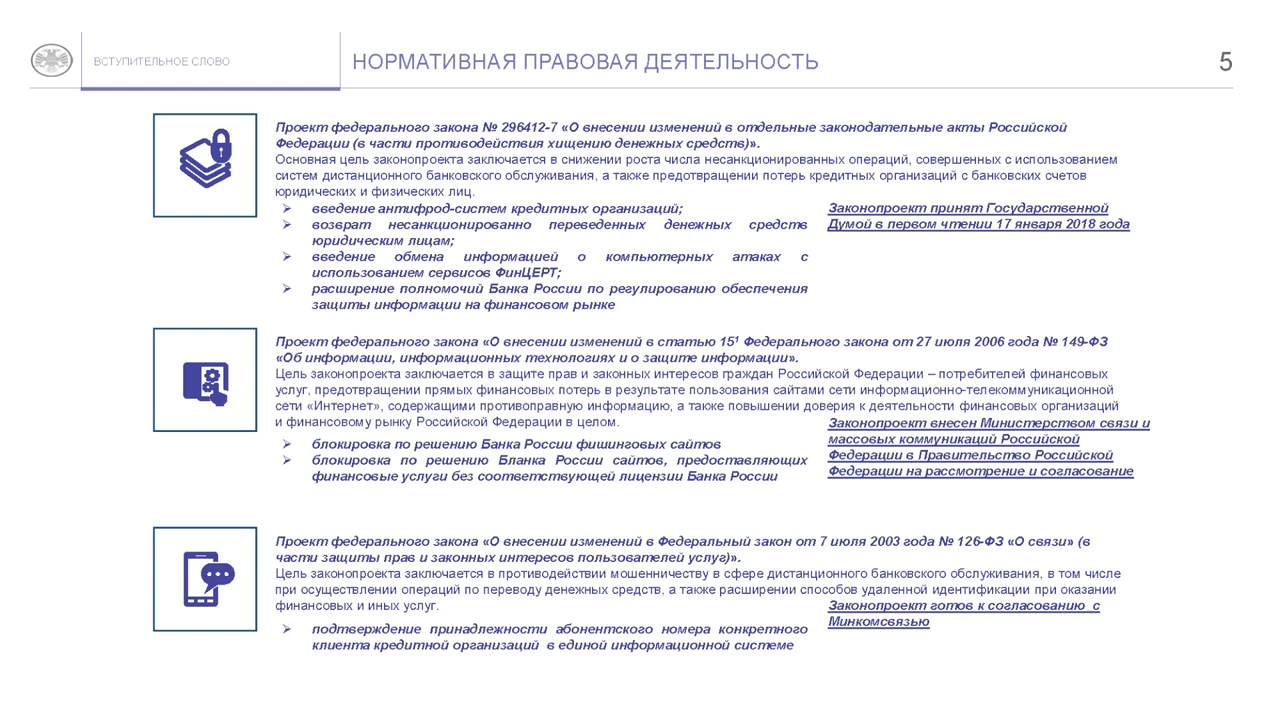 ВСТУПИТЕЛЬНОЕ СЛОВО
НОРМАТИВНАЯ ПРАВОВАЯ ДЕЯТЕЛЬНОСТЬ
5
Проект федерального закона № 296412-7 «О внесении изменений в отдельные законодательные акты Российской
Федерации (в части противодействия хищению денежных средств)».
Основная цель законопроекта заключается в снижении роста числа несанкционированных операций, совершенных с использованием
систем дистанционного банковского обслуживания, а также предотвращении потерь кредитных организаций с банковских счетов
юридических и физических лиц.
➢ введение антифрод-систем кредитных организаций;
➢ возврат несанкционированно переведенных денежных средств
юридическим лицам;
➢ введение обмена информацией о компьютерных атаках с
использованием сервисов ФинЦЕРТ;
➢ расширение полномочий Банка России по регулированию обеспечения
защиты информации на финансовом рынке
Законопроект принят Государственной
Думой в первом чтении 17 января 2018 года
Проект федерального закона «О внесении изменений в статью 15¹ Федерального закона от 27 июля 2006 года № 149-ФЗ
«Об информации, информационных технологиях и о защите информации».
Цель законопроекта заключается в защите прав и законных интересов граждан Российской Федерации – потребителей финансовых
услуг, предотвращении прямых финансовых потерь в результате пользования сайтами сети информационно-телекоммуникационной
сети «Интернет», содержащими противоправную информацию, а также повышении доверия к деятельности финансовых организаций
и финансовому рынку Российской Федерации в целом.
➢ блокировка по решению Банка России фишинговых сайтов
➢ блокировка по решению Бланка России сайтов, предоставляющих
финансовые услуги без соответствующей лицензии Банка России
Законопроект внесен Министерством связи и
массовых коммуникаций Российской
Федерации в Правительство Российской
Федерации на рассмотрение и согласование
Проект федерального закона «О внесении изменений в Федеральный закон от 7 июля 2003 года № 126-ФЗ «О связи» (в
части защиты прав и законных интересов пользователей услуг)».
Цель законопроекта заключается в противодействии мошенничеству в сфере дистанционного банковского обслуживания, в том числе
при осуществлении операций по переводу денежных средств, а также расширении способов удаленной идентификации при оказании
финансовых и иных услуг.
➢ подтверждение принадлежности абонентского номера конкретного
клиента кредитной организаций в единой информационной системе
Законопроект готов к согласованию с
Минкомсвязью